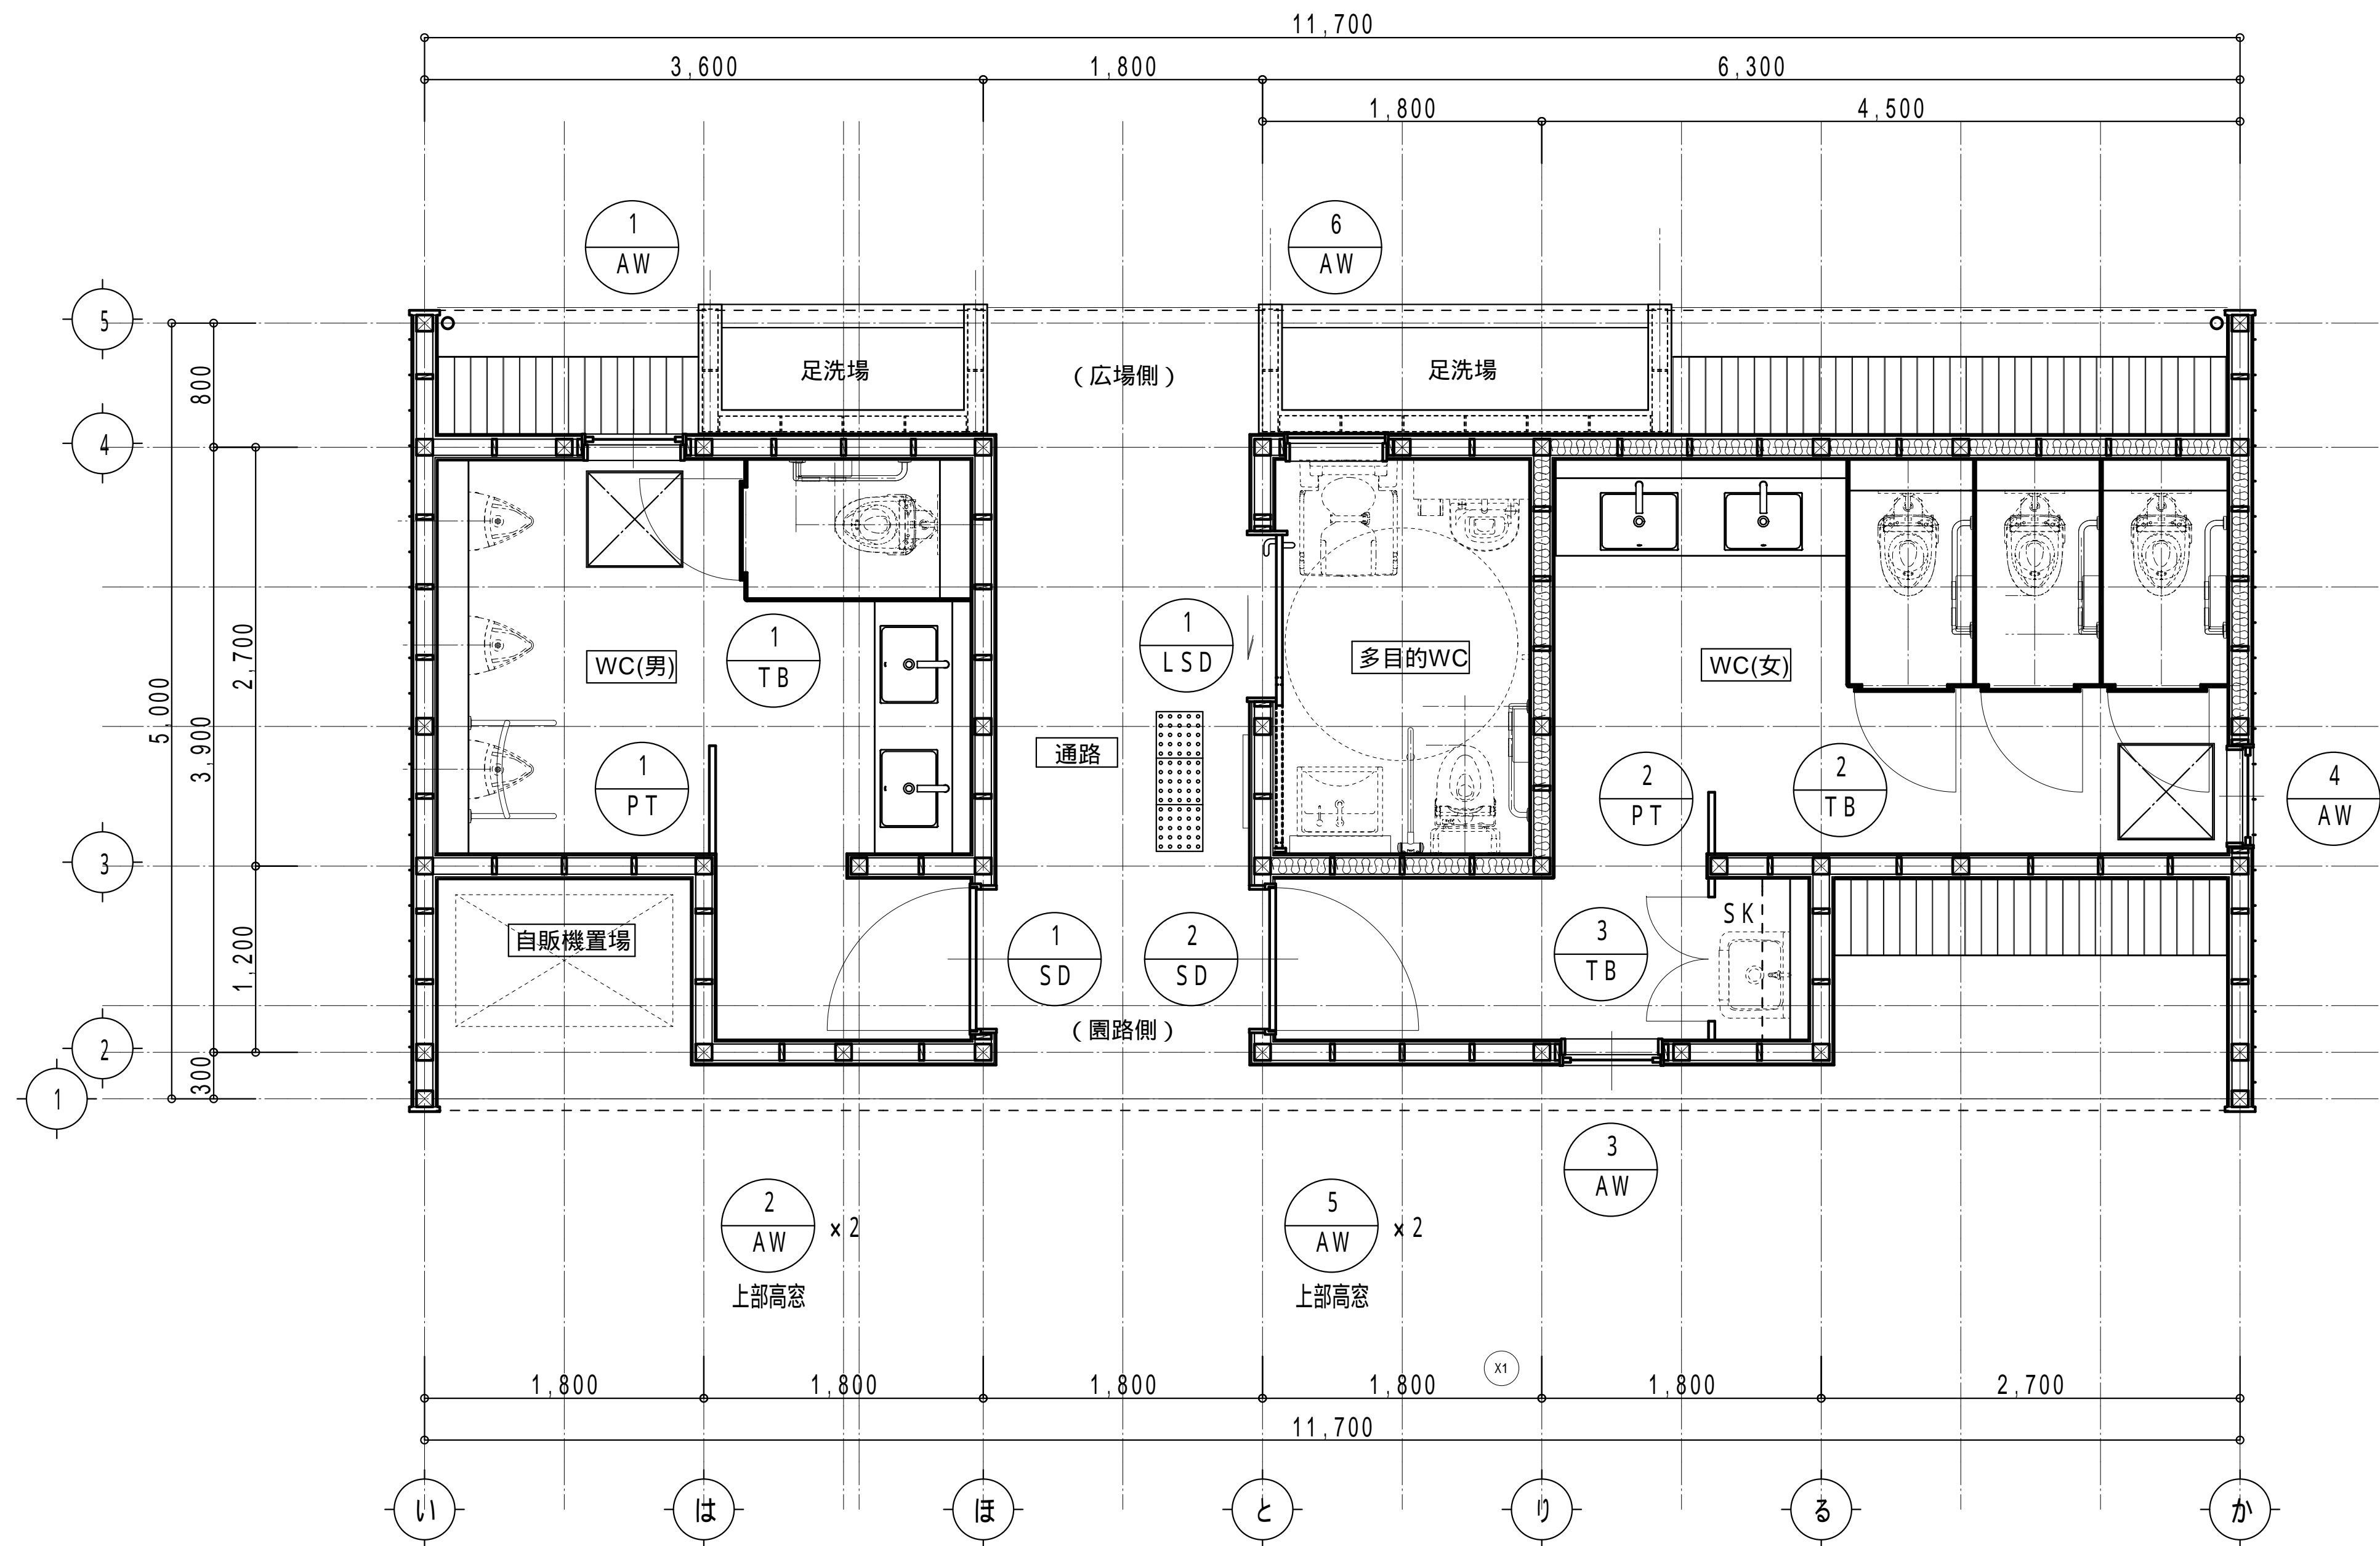 11,700
3,600
1,800
6,300
1,800
4,500
1
AW
6
AW
5
足洗場
(広場側)
足洗場
800
4
2,700
1
TB
WC(男)
1
LSD
多目的WC
WC(女)
5,000
3,900
通路
1
PT
2
PT
2
TB
4
AW
3
SK
自販機置場
1
SD
2
SD
3
TB
1,200
(園路側)
2
300
1
3
AW
2
AW
×2
上部高窓
5
AW
×2
上部高窓
X1
1,800
1,800
1,800
1,800
1,800
2,700
11,700
い
は
ほ
と
り
る
か